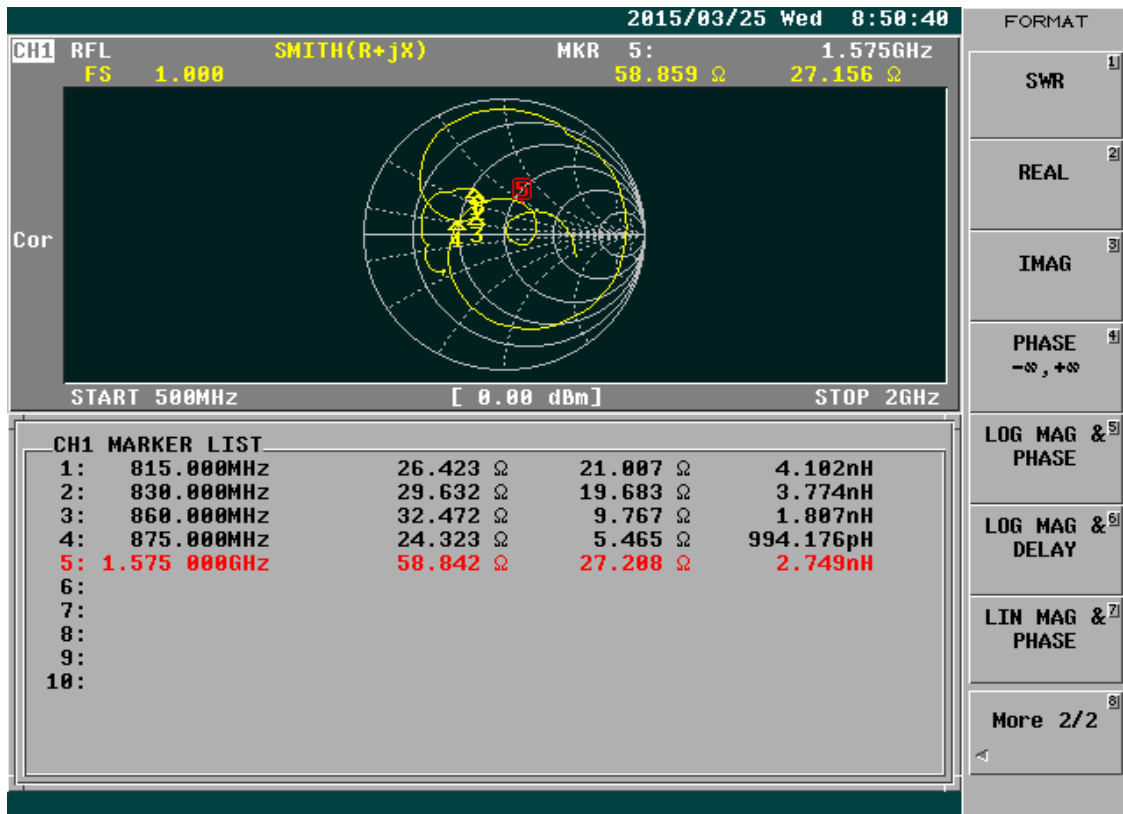 2015/03/25 Wed 8:50:40
CH1 RFL SMITH(R+jX) MKR 5: 1.575GHz
FS 1.000 58.859 Ω 27.156 Ω
5
4 3
Cor
START 500MHz [ 0.00 dBm] STOP 2GHz
CH1 MARKER LIST
1: 815.000MHz 26.423 Ω 21.007 Ω 4.102nH
2: 830.000MHz 29.632 Ω 19.683 Ω 3.774nH
3: 860.000MHz 32.472 Ω 9.767 Ω 1.807nH
4: 875.000MHz 24.323 Ω 5.465 Ω 994.176pH
5: 1.575 000GHz 58.842 Ω 27.208 Ω 2.749nH
6:
7:
8:
9:
10:
FORMAT
1
SWR
2
REAL
3
IMAG
4
PHASE
-∞,+∞
5
LOG MAG &
PHASE
6
LOG MAG &
DELAY
7
LIN MAG &
PHASE
8
More 2/2